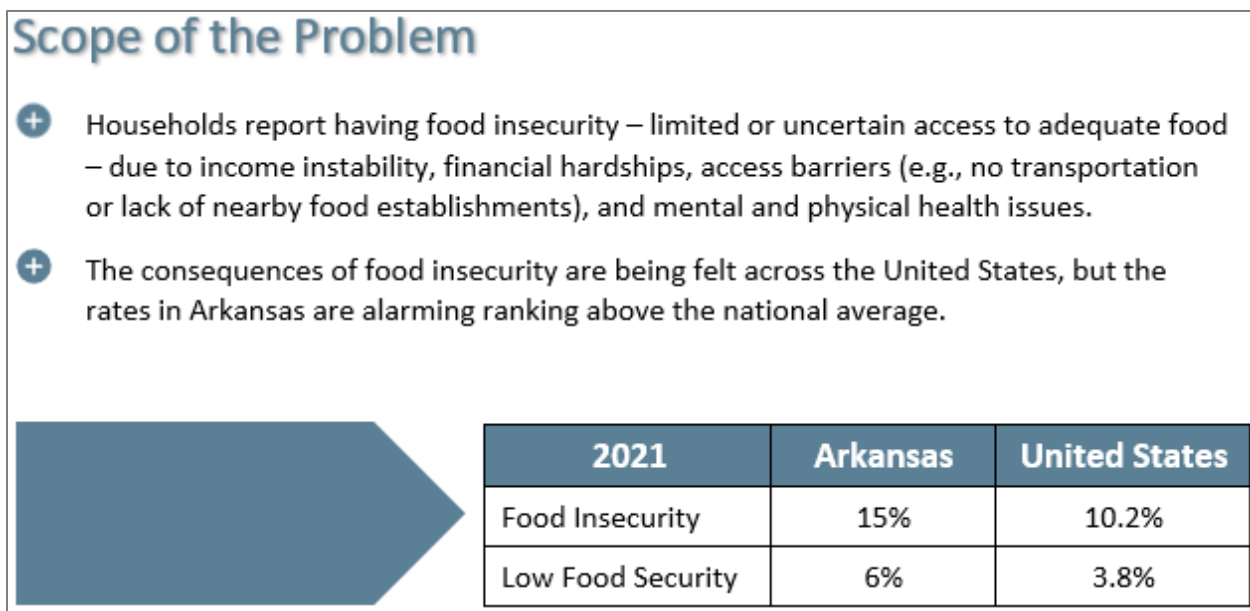 Scope of the Problem
Households report having food insecurity – limited or uncertain access to adequate food
– due to income instability, financial hardships, access barriers (e.g., no transportation
or lack of nearby food establishments), and mental and physical health issues.
The consequences of food insecurity are being felt across the United States, but the
rates in Arkansas are alarming ranking above the national average.
2021 Arkansas United States
Food Insecurity 15% 10.2%
Low Food Security 6% 3.8%